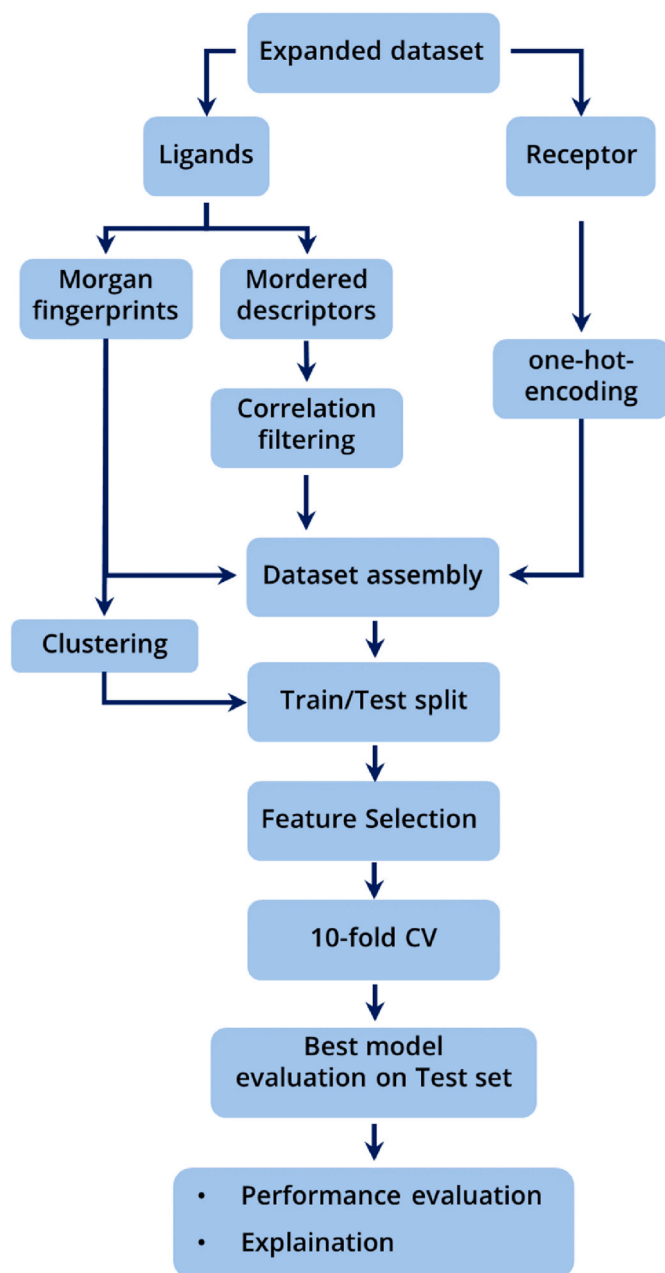 Expanded dataset
Ligands
Receptor
Morgan
fingerprints
Mordered
descriptors
one-hot-
encoding
Correlation
filtering
Dataset assembly
Clustering
Train/Test split
Feature Selection
10-fold CV
Best model
evaluation on Test set
• Performance evaluation
• Explaination